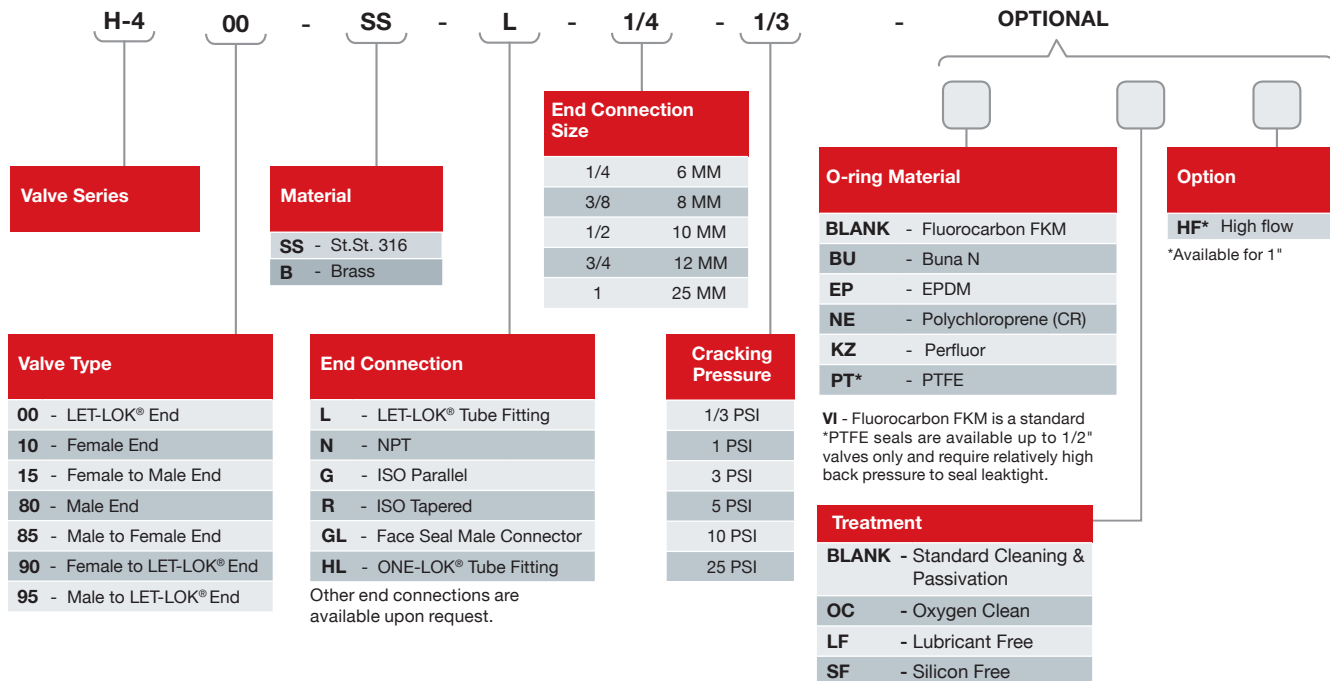 H-4 00 - SS - L - 1/4 - 1/3 - OPTIONAL
Valve Series
Material
SS - St.St. 316
B - Brass
End Connection
Size
1/4 6 MM
3/8 8 MM
1/2 10 MM
3/4 12 MM
1 25 MM
O-ring Material
BLANK - Fluorocarbon FKM
BU - Buna N
EP - EPDM
NE - Polychloroprene (CR)
KZ - Perfluor
PT* - PTFE
VI - Fluorocarbon FKM is a standard
*PTFE seals are available up to 1/2"
valves only and require relatively high
back pressure to seal leaktight.
Option
HF* High flow
*Available for 1"
Valve Type
00 - LET-LOK® End
10 - Female End
15 - Female to Male End
80 - Male End
85 - Male to Female End
90 - Female to LET-LOK® End
95 - Male to LET-LOK® End
End Connection
L - LET-LOK® Tube Fitting
N - NPT
G - ISO Parallel
R - ISO Tapered
GL - Face Seal Male Connector
HL - ONE-LOK® Tube Fitting
Other end connections are
available upon request.
Cracking
Pressure
1/3 PSI
1 PSI
3 PSI
5 PSI
10 PSI
25 PSI
Treatment
BLANK - Standard Cleaning &
Passivation
OC - Oxygen Clean
LF - Lubricant Free
SF - Silicon Free